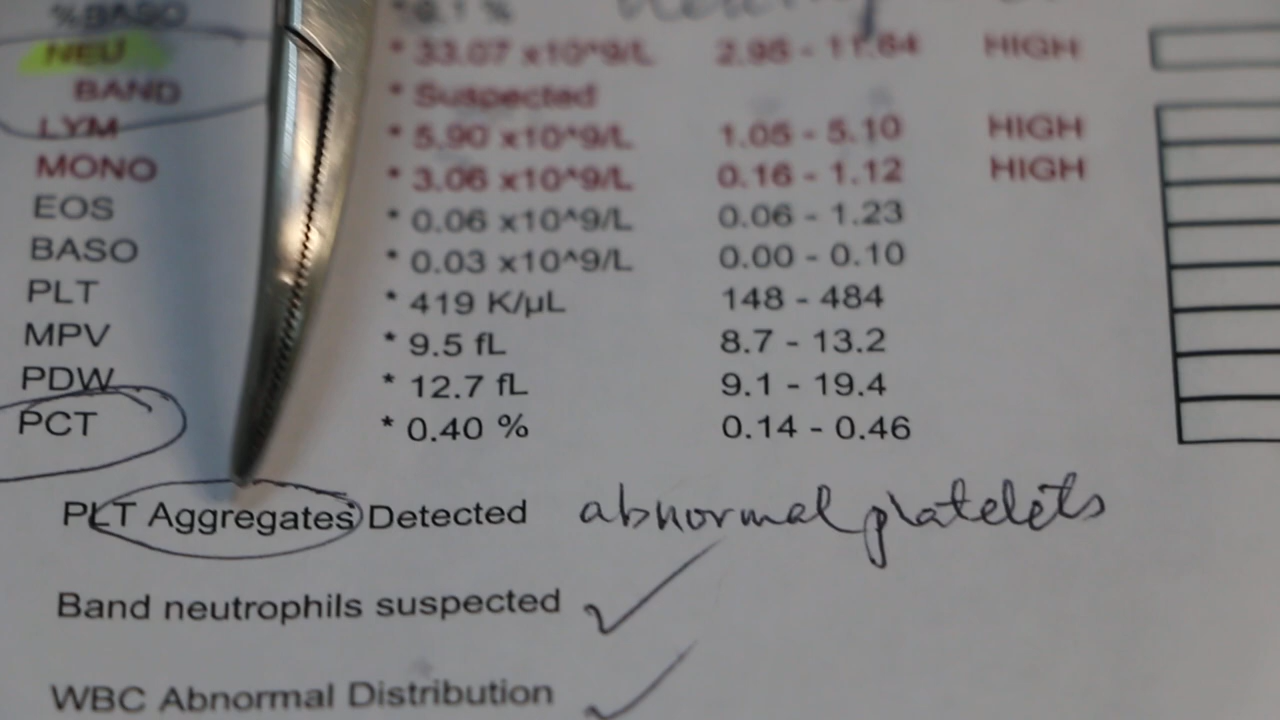 %BASO * 0.1 %
NEU * 33.07 x10^9/L 2.95 - 11.64 HIGH
BAND * Suspected
LYM * 5.90 x10^9/L 1.05 - 5.10 HIGH
MONO * 3.06 x10^9/L 0.16 - 1.12 HIGH
EOS * 0.06 x10^9/L 0.06 - 1.23
BASO * 0.03 x10^9/L 0.00 - 0.10
PLT * 419 K/µL 148 - 484
MPV * 9.5 fL 8.7 - 13.2
PDW * 12.7 fL 9.1 - 19.4
PCT * 0.40 % 0.14 - 0.46
PLT Aggregates Detected abnormal platelets
Band neutrophils suspected
WBC Abnormal Distribution